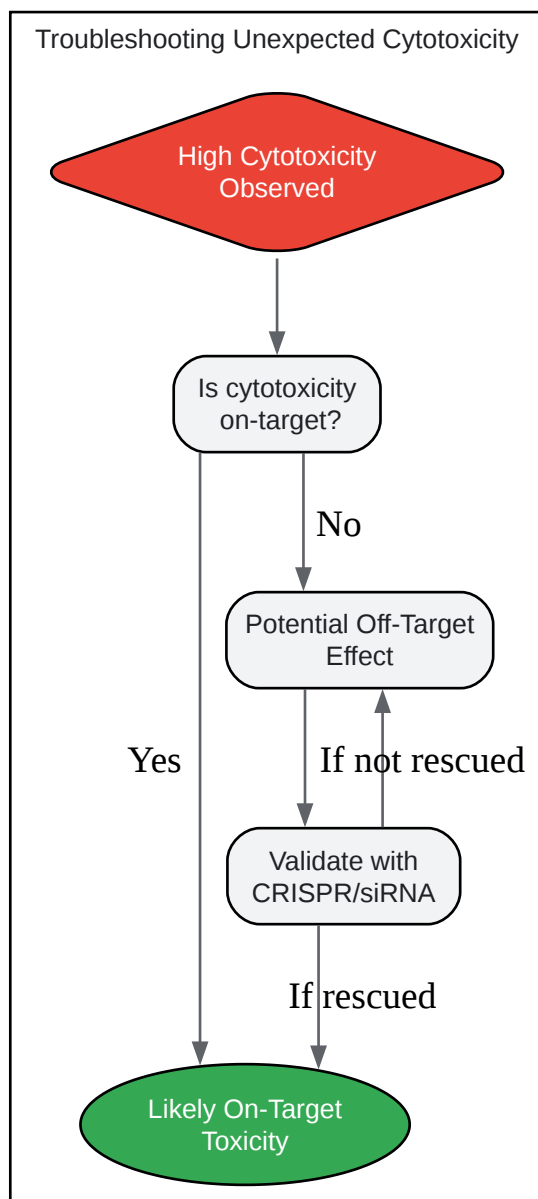 Troubleshooting Unexpected Cytotoxicity
High Cytotoxicity
Observed
Is cytotoxicity
on-target?
No
Potential Off-Target
Effect
Yes
If not rescued
Validate with
CRISPR/siRNA
If rescued
Likely On-Target
Toxicity